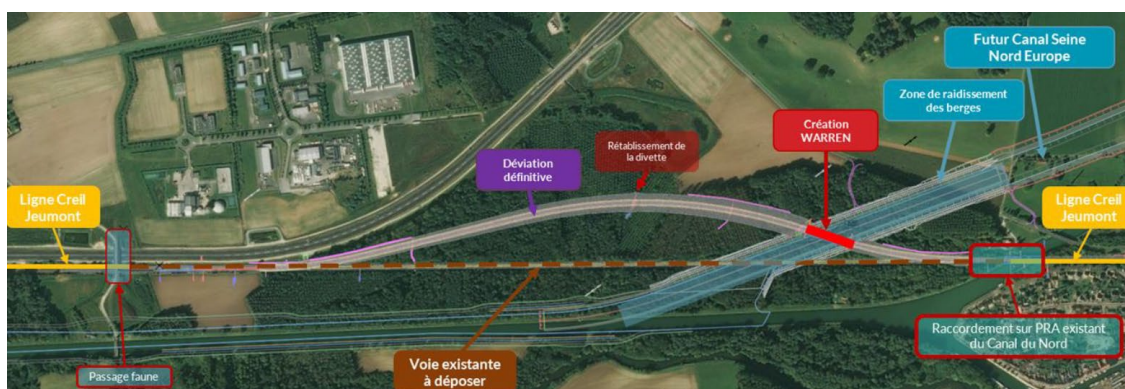 Futur Canal Seine
Nord Europe
Zone de raidissement
des berges
Création
WARREN
Rétablissement de
la divette
Déviation
définitive
Ligne Creil
Jeumont
Ligne Creil
Jeumont
Raccordement sur PRA existant
du Canal du Nord
Voie existante
à déposer
Passage faune